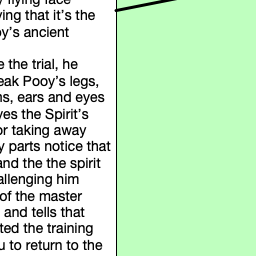 flying face
ying that it's the
oy's ancient
e the trial, he
eak Pooy's legs,
ns, ears and eyes
ves the Spirit's
or taking away
y parts notice that
and the the spirit
allenging him
of the master
and tells that
ted the training
u to return to the